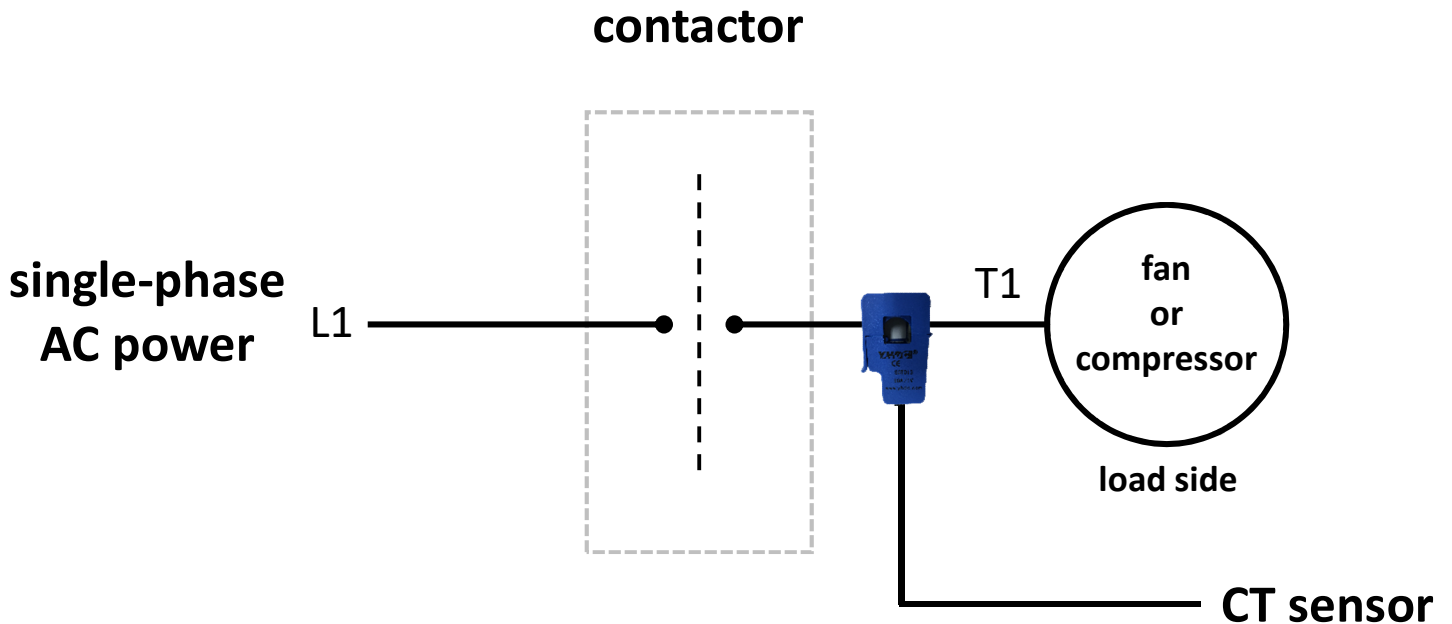 contactor
single-phase
AC power
L1
T1
fan
or
compressor
load side
CT sensor